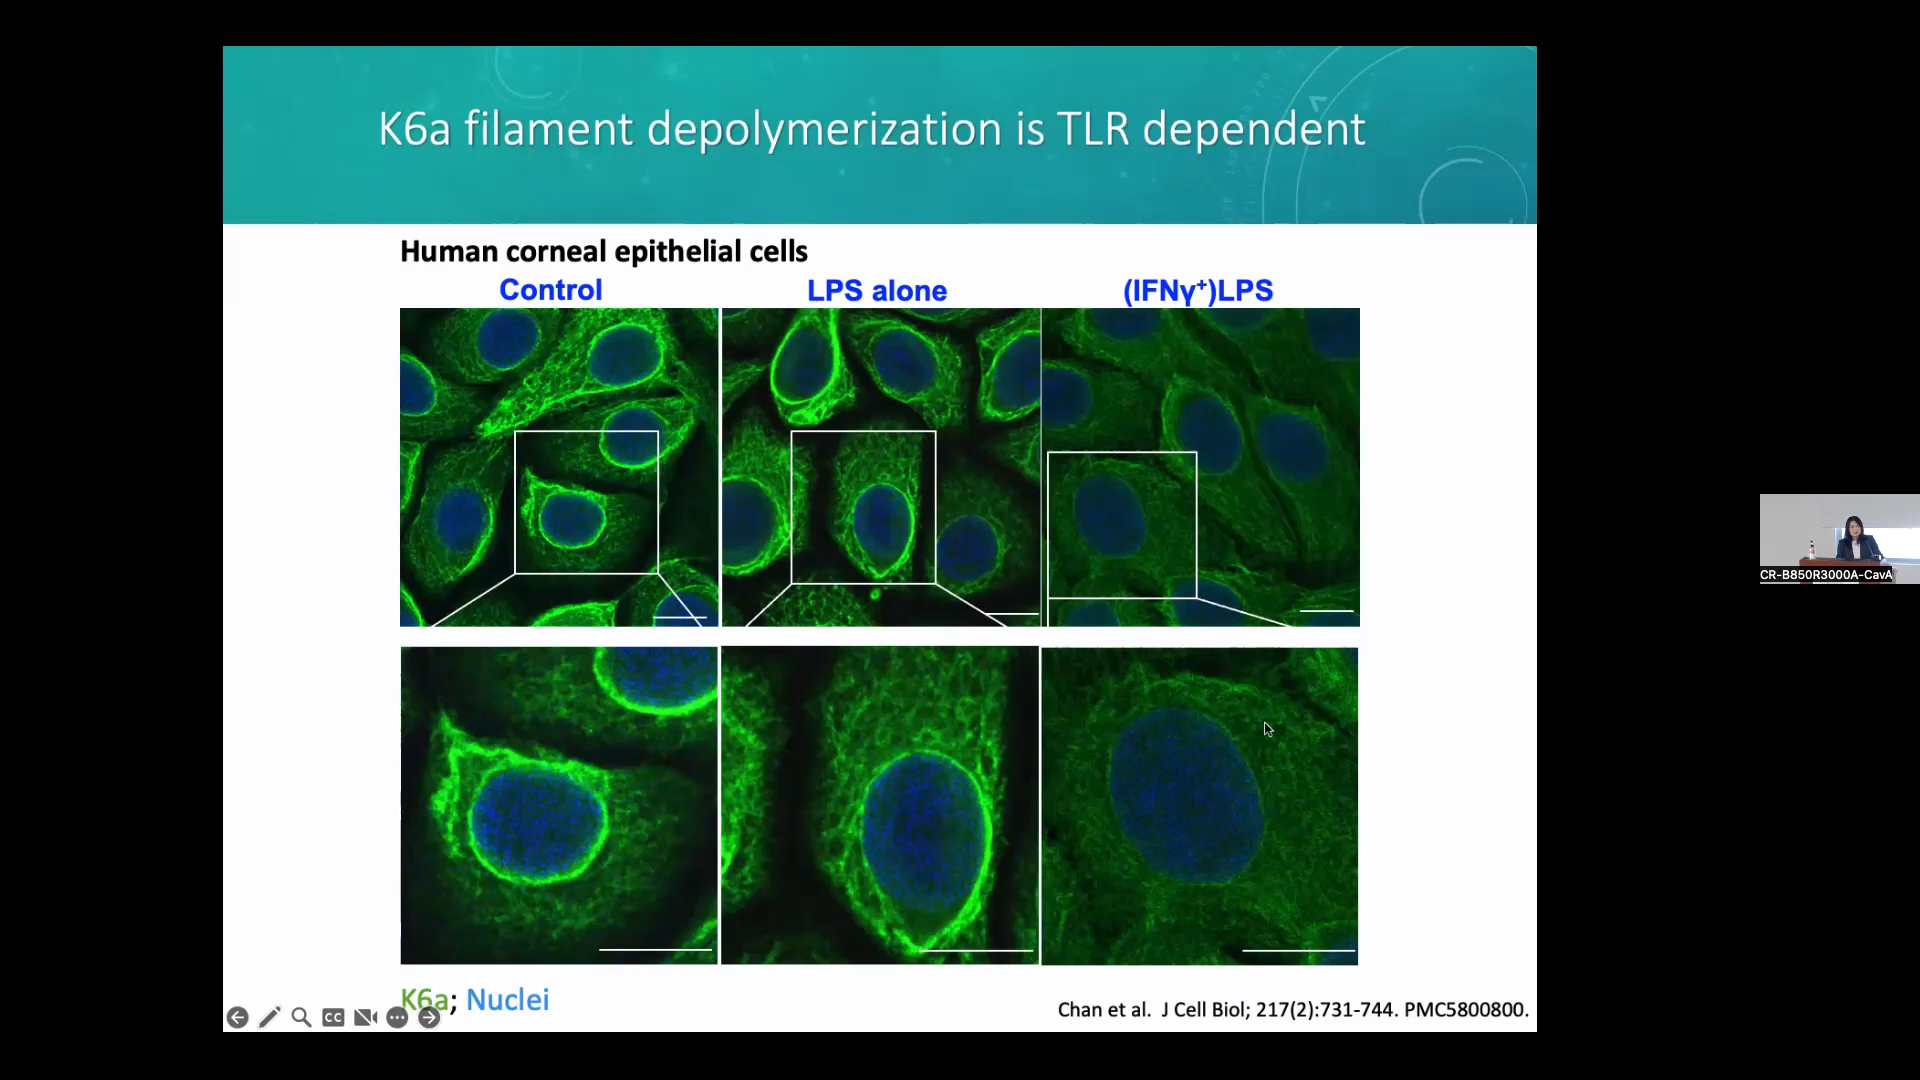 K6a filament depolymerization is TLR dependent
Human corneal epithelial cells
Control
LPS alone
(IFNγ⁺)LPS
K6a; Nuclei
Chan et al. J Cell Biol; 217(2):731-744. PMC5800800.
CC
CR-B850R3000A-CavA